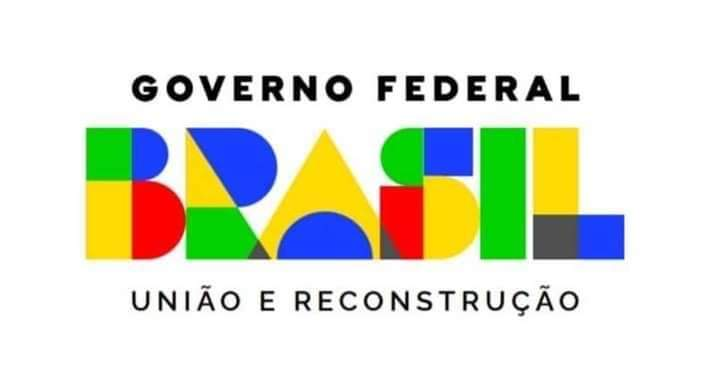 GOVERNO FEDERAL
BRASIL
UNIÃO E RECONSTRUÇÃO